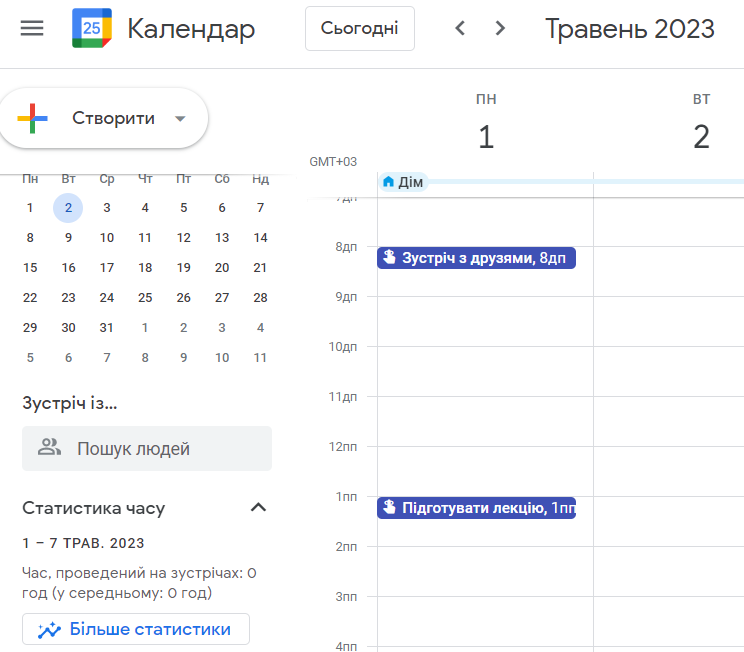 25 Календар Сьогодні Травень 2023
Створити
ПН ВТ
1 2
GMT+03
Дім
Пн Вт Ср Чт Пт Сб Нд
1 2 3 4 5 6 7
8 9 10 11 12 13 14
15 16 17 18 19 20 21
22 23 24 25 26 27 28
29 30 31 1 2 3 4
5 6 7 8 9 10 11
Зустріч із...
Пошук людей
Статистика часу
1 – 7 ТРАВ. 2023
Час, проведений на зустрічах: 0
год (у середньому: 0 год)
Більше статистики
7дп
8дп
Зустріч з друзями, 8дп
9дп
10дп
11дп
12пп
1пп
Підготувати лекцію, 1пп
2пп
3пп
4пп